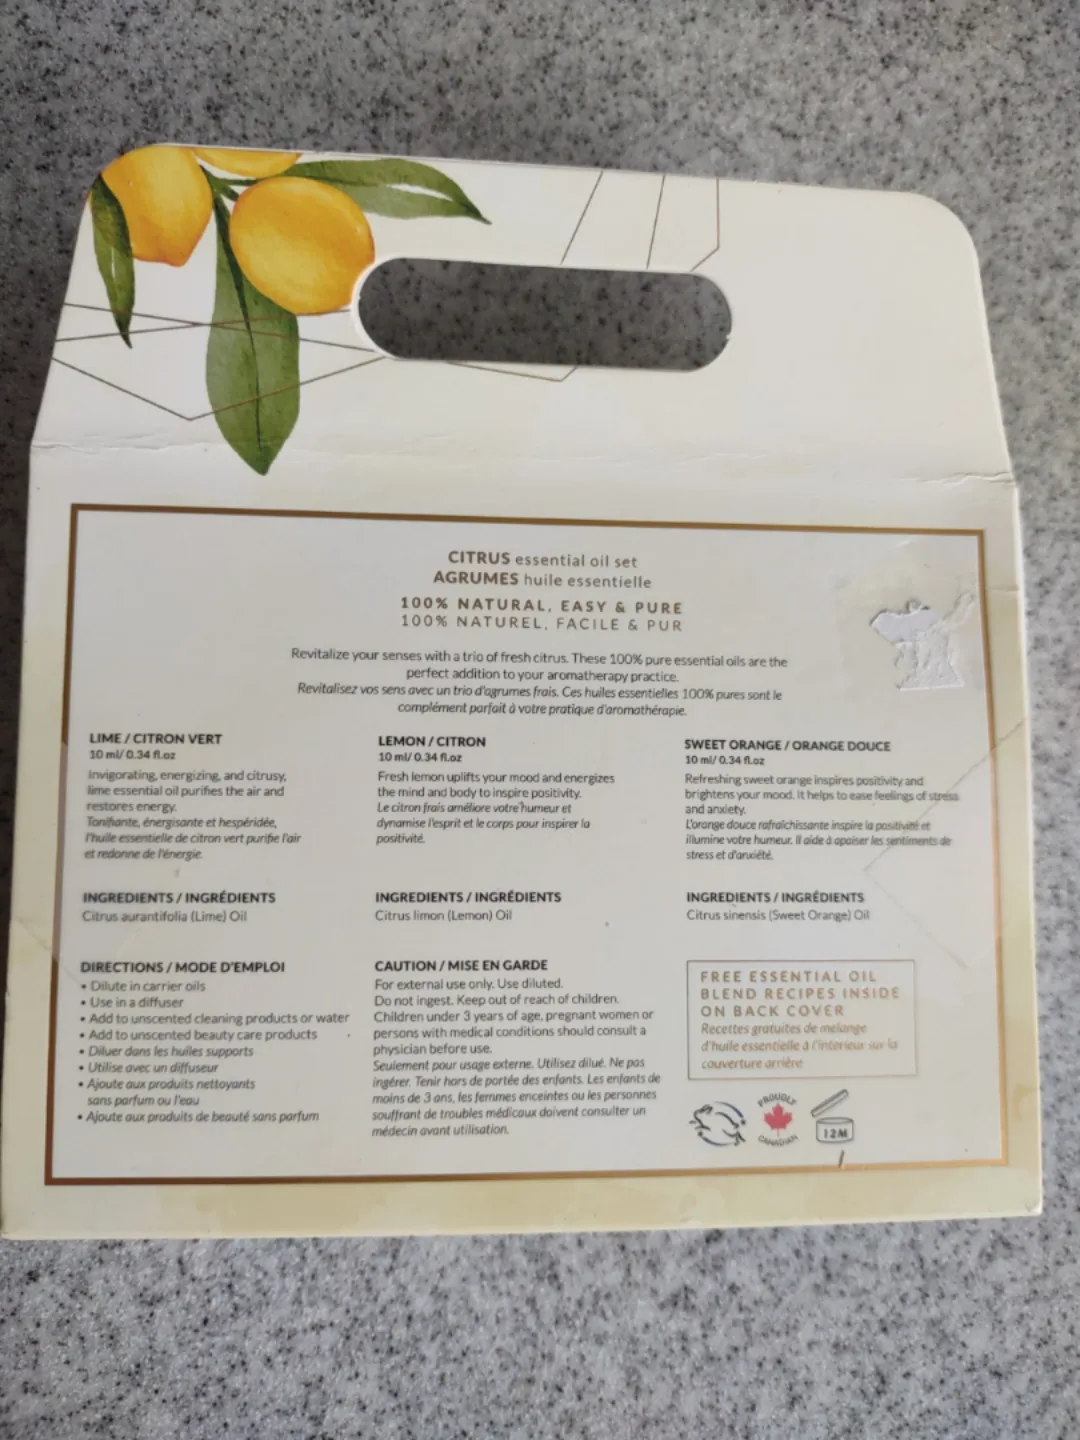 CITRUS essential oil set
AGRUMES huile essentielle
100% NATURAL, EASY & PURE
100% NATUREL, FACILE & PUR
Revitalize your senses with a trio of fresh citrus. These 100% pure essential oils are the
perfect addition to your aromatherapy practice.
Revitalisez vos sens avec un trio d'agrumes frais. Ces huiles essentielles 100% pures sont le
complément parfait à votre pratique d'aromathérapie.
LIME / CITRON VERT
10 ml/ 0.34 fl.oz
Invigorating, energizing, and citrusy,
lime essential oil purifies the air and
restores energy.
Tonifiante, énergisante et hespéridée,
l'huile essentielle de citron vert purifie l'air
et redonne de l'énergie.
INGREDIENTS / INGRÉDIENTS
Citrus aurantifolia (Lime) Oil
LEMON / CITRON
10 ml/ 0.34 fl.oz
Fresh lemon uplifts your mood and energizes
the mind and body to inspire positivity.
Le citron frais améliore votre humeur et
dynamise l'esprit et le corps pour inspirer la
positivité.
INGREDIENTS / INGRÉDIENTS
Citrus limon (Lemon) Oil
SWEET ORANGE / ORANGE DOUCE
10 ml/ 0.34 fl.oz
Refreshing sweet orange inspires positivity and
brightens your mood. It helps to ease feelings of stress
and anxiety.
L'orange douce rafraîchissante inspire la positivité et
illumine votre humeur. Il aide à apaiser les sentiments de
stress et d'anxiété.
INGREDIENTS / INGRÉDIENTS
Citrus sinensis (Sweet Orange) Oil
DIRECTIONS / MODE D'EMPLOI
• Dilute in carrier oils
• Use in a diffuser
• Add to unscented cleaning products or water
• Add to unscented beauty care products
• Diluer dans les huiles supports
• Utilise avec un diffuseur
• Ajoute aux produits nettoyants
sans parfum ou l'eau
• Ajoute aux produits de beauté sans parfum
CAUTION / MISE EN GARDE
For external use only. Use diluted.
Do not ingest. Keep out of reach of children.
Children under 3 years of age, pregnant women or
persons with medical conditions should consult a
physician before use.
Seulement pour usage externe. Utilisez dilué. Ne pas
ingérer. Tenir hors de portée des enfants. Les enfants de
moins de 3 ans, les femmes enceintes ou les personnes
souffrant de troubles médicaux doivent consulter un
médecin avant utilisation.
FREE ESSENTIAL OIL
BLEND RECIPES INSIDE
ON BACK COVER
Recettes gratuites de melange
d'huile essentielle à l'interieur sur la
couverture arrière
PROUDLY
CANADIAN
12M